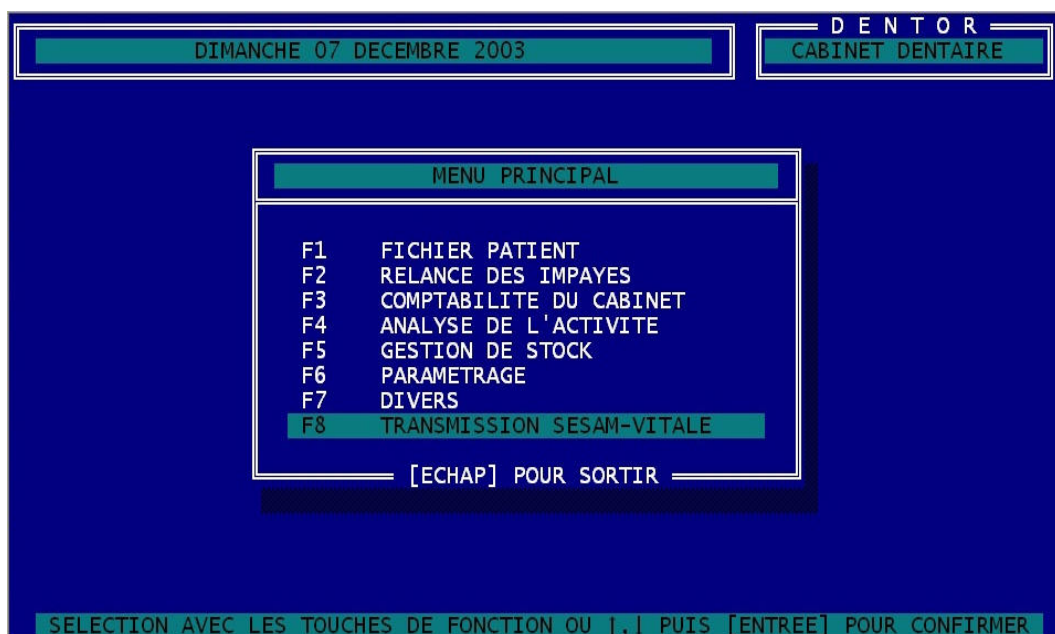 D E N T O R
DIMANCHE 07 DECEMBRE 2003 CABINET DENTAIRE
MENU PRINCIPAL
F1 FICHIER PATIENT
F2 RELANCE DES IMPAYES
F3 COMPTABILITE DU CABINET
F4 ANALYSE DE L'ACTIVITE
F5 GESTION DE STOCK
F6 PARAMETRAGE
F7 DIVERS
F8 TRANSMISSION SESAM-VITALE
[ECHAP] POUR SORTIR
SELECTION AVEC LES TOUCHES DE FONCTION OU ↑,↓ PUIS [ENTREE] POUR CONFIRMER